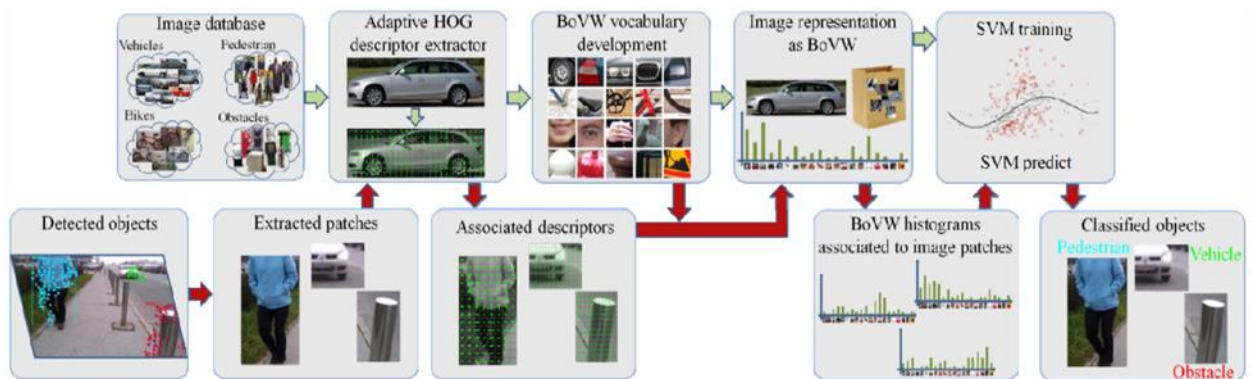 Image database
Vehicles
Pedestrian
Bikes
Obstacles
Adaptive HOG
descriptor extractor
BoVW vocabulary
development
Image representation
as BoVW
SVM training
SVM predict
Detected objects
Extracted patches
Associated descriptors
BoVW histograms
associated to image patches
Classified objects
Pedestrian
Vehicle
Obstacle